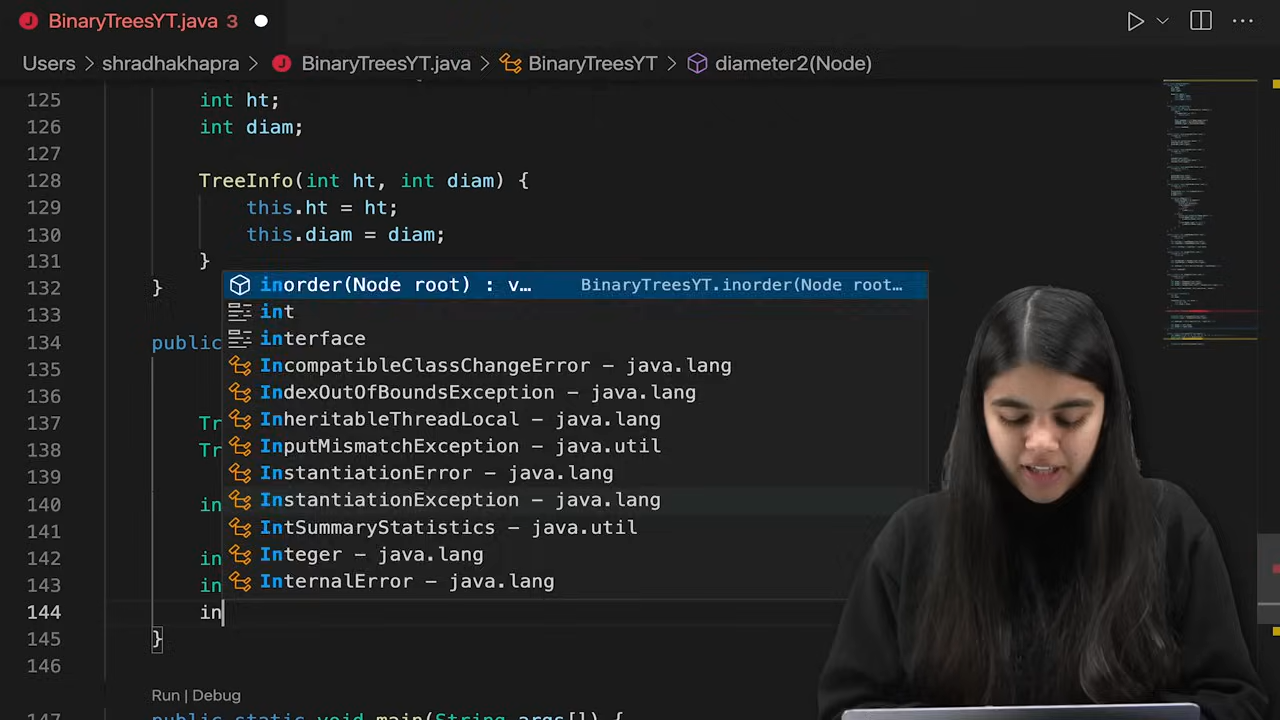 BinaryTreesYT.java 3
Users > shradhakhapra > BinaryTreesYT.java > BinaryTreesYT > diameter2(Node)
125 int ht;
126 int diam;
127
128 TreeInfo(int ht, int diam) {
129 this.ht = ht;
130 this.diam = diam;
131 }
132 }
133
134 public
135
136
137 Tr
138 Tr
139
140 in
141
142 in
143 in
144 in
145 }
146
inorder(Node root) : v… BinaryTreesYT.inorder(Node root…
int
interface
IncompatibleClassChangeError – java.lang
IndexOutOfBoundsException – java.lang
InheritableThreadLocal – java.lang
InputMismatchException – java.util
InstantiationError – java.lang
InstantiationException – java.lang
IntSummaryStatistics – java.util
Integer – java.lang
InternalError – java.lang
Run | Debug
147 public static void main(String args[]) {